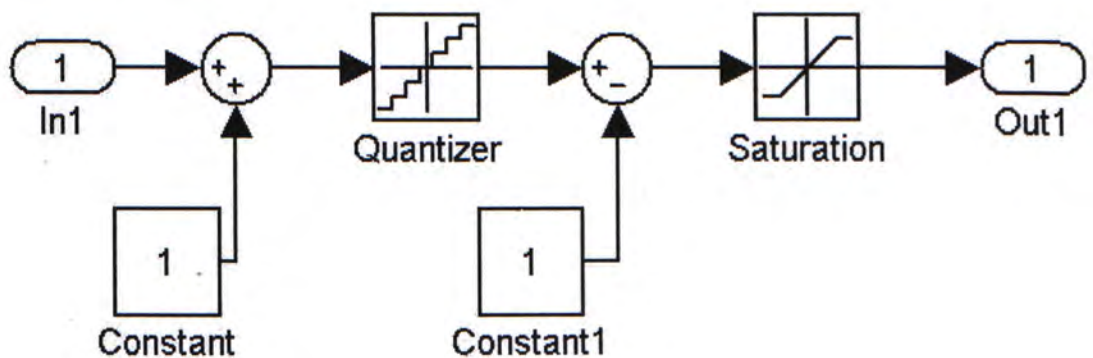 1
In1
+
+
Quantizer
+
−
Saturation
1
Out1
1
Constant
1
Constant1